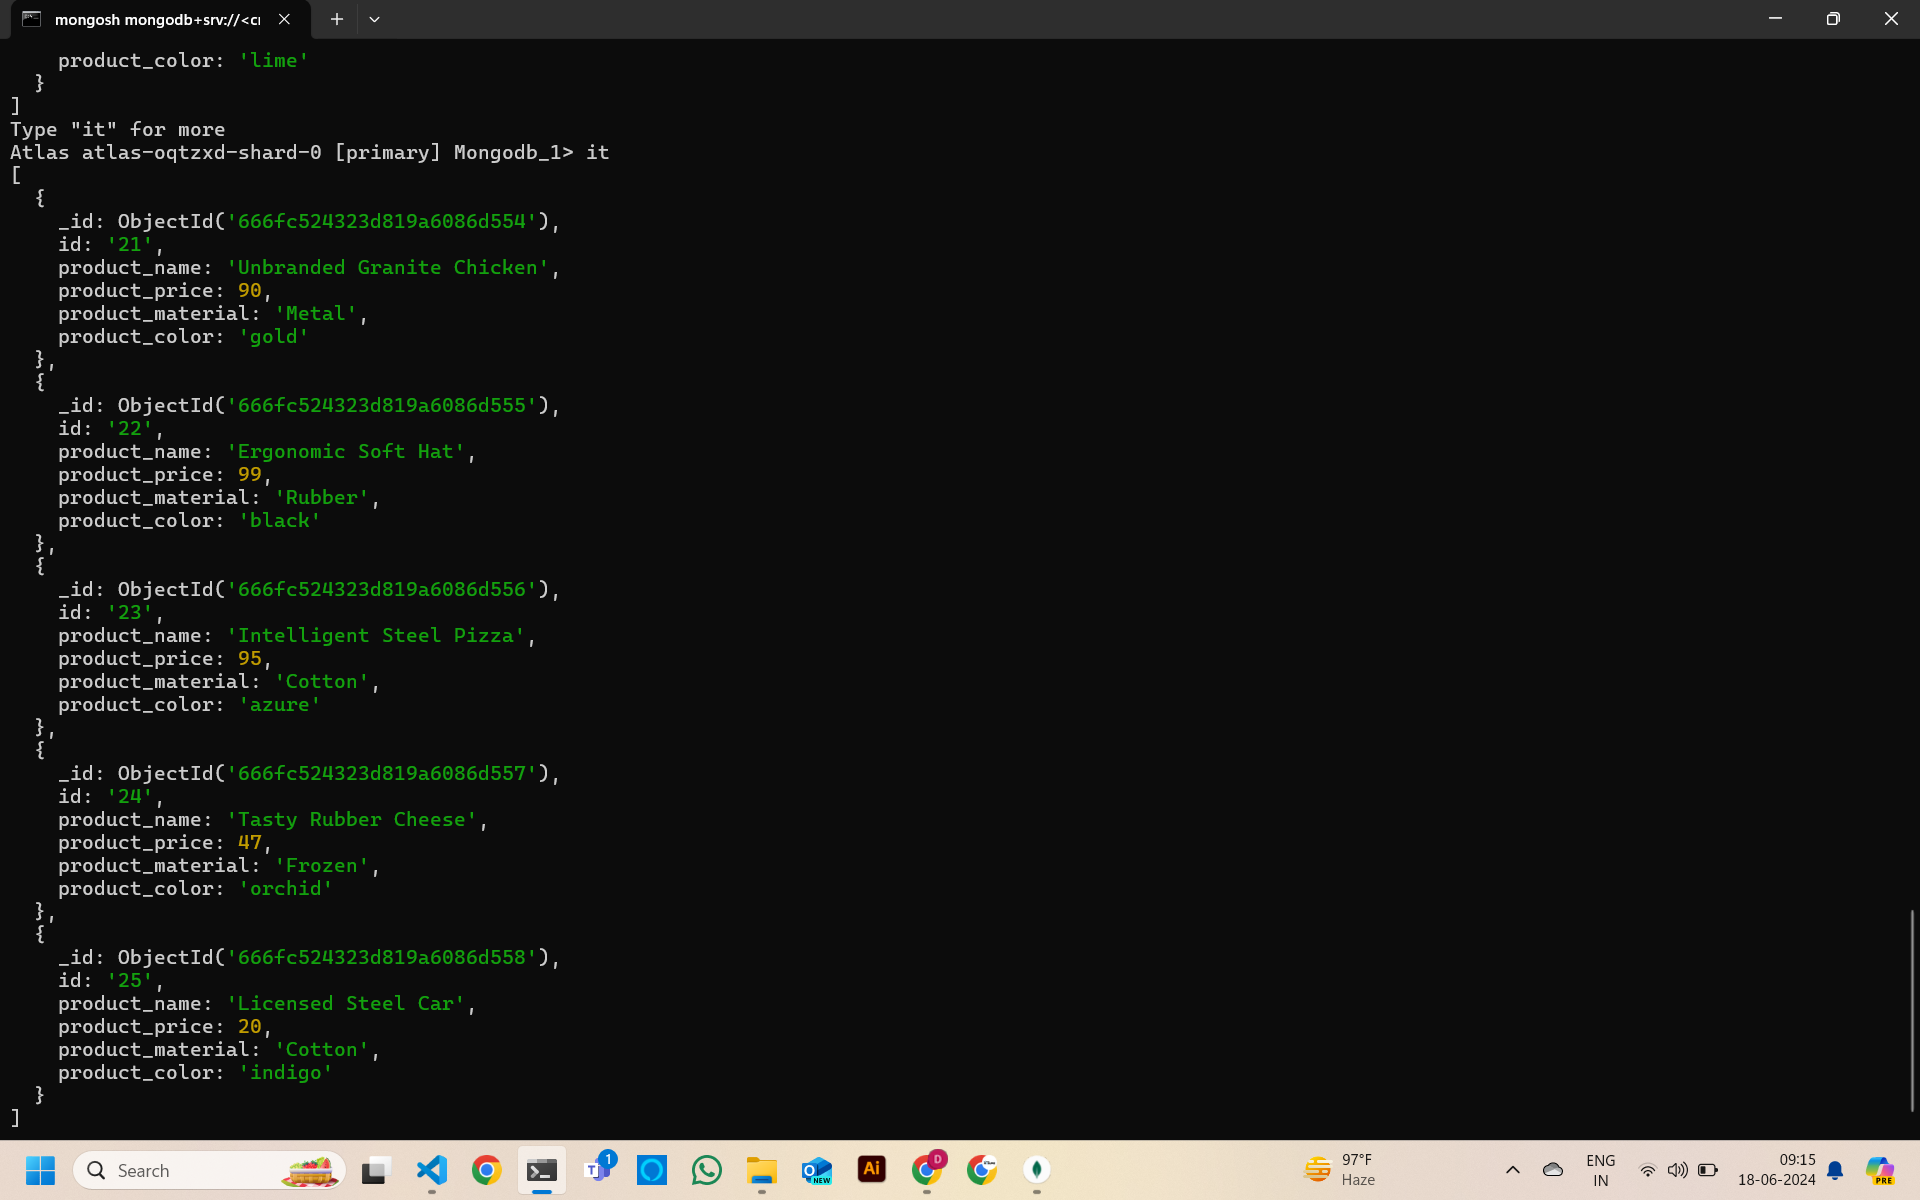 mongosh mongodb+srv://<cr
product_color: 'lime'
}
]
Type "it" for more
Atlas atlas-oqtzxd-shard-0 [primary] Mongodb_1> it
[
{
_id: ObjectId('666fc524323d819a6086d554'),
id: '21',
product_name: 'Unbranded Granite Chicken',
product_price: 90,
product_material: 'Metal',
product_color: 'gold'
},
{
_id: ObjectId('666fc524323d819a6086d555'),
id: '22',
product_name: 'Ergonomic Soft Hat',
product_price: 99,
product_material: 'Rubber',
product_color: 'black'
},
{
_id: ObjectId('666fc524323d819a6086d556'),
id: '23',
product_name: 'Intelligent Steel Pizza',
product_price: 95,
product_material: 'Cotton',
product_color: 'azure'
},
{
_id: ObjectId('666fc524323d819a6086d557'),
id: '24',
product_name: 'Tasty Rubber Cheese',
product_price: 47,
product_material: 'Frozen',
product_color: 'orchid'
},
{
_id: ObjectId('666fc524323d819a6086d558'),
id: '25',
product_name: 'Licensed Steel Car',
product_price: 20,
product_material: 'Cotton',
product_color: 'indigo'
}
]
Search
T
1
NEW
Ai
D
97°F
Haze
ENG
IN
09:15
18-06-2024
PRE